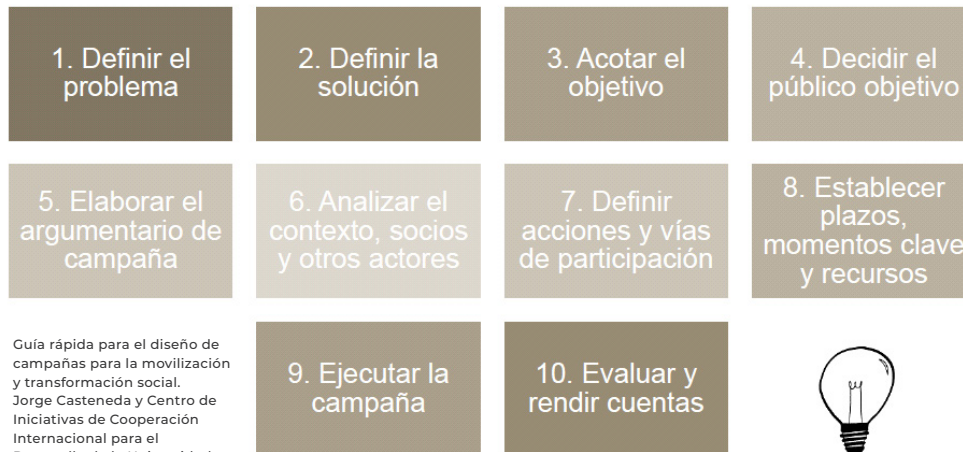 1. Definir el
problema
2. Definir la
solución
3. Acotar el
objetivo
4. Decidir el
público objetivo
5. Elaborar el
argumentario de
campaña
6. Analizar el
contexto, socios
y otros actores
7. Definir
acciones y vías
de participación
8. Establecer
plazos,
momentos clave
y recursos
Guía rápida para el diseño de
campañas para la movilización
y transformación social.
Jorge Casteneda y Centro de
Iniciativas de Cooperación
Internacional para el
9. Ejecutar la
campaña
10. Evaluar y
rendir cuentas